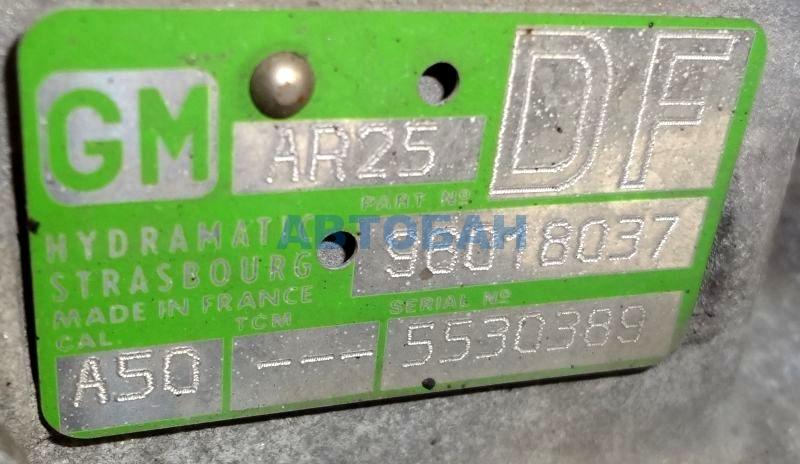 GM
AR25
DF
PART Nº
HYDRAMATIC
АВТОБАН
96018037
STRASBOURG
MADE IN FRANCE
SERIAL Nº
CAL.
TCM
A50
---
5530389